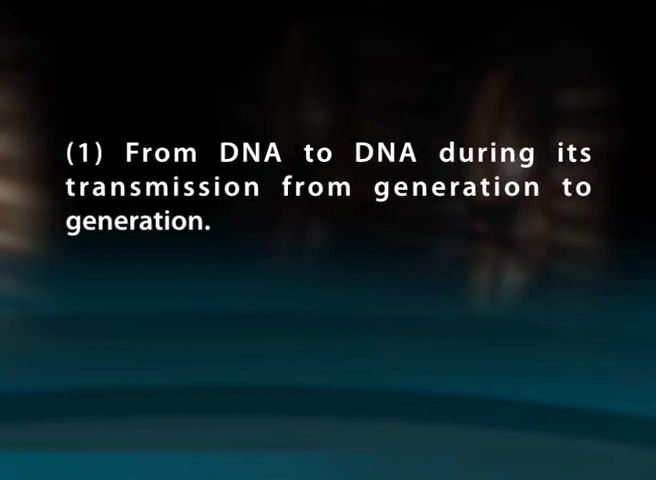 (1) From DNA to DNA during its
transmission from generation to
generation.